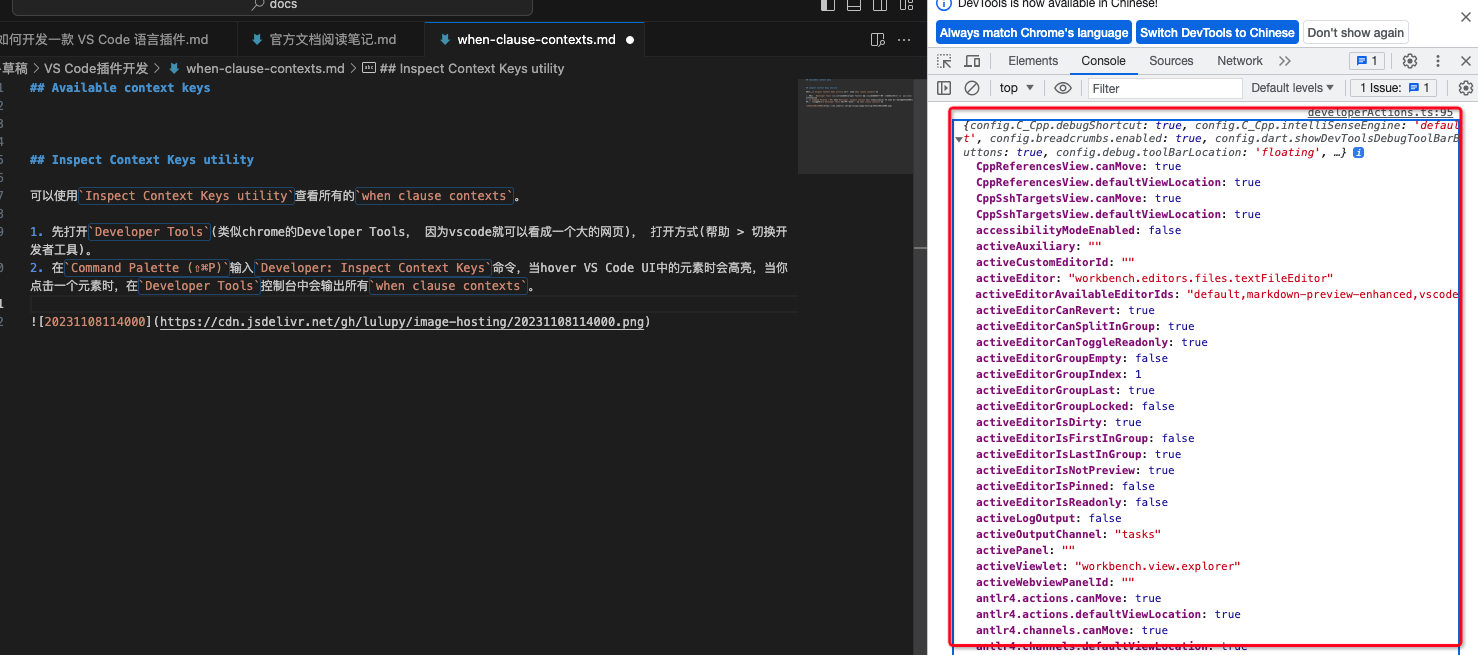 docs
如何开发一款 VS Code 语言插件.md
官方文档阅读笔记.md
when-clause-contexts.md
草稿 > VS Code插件开发 > when-clause-contexts.md > ## Inspect Context Keys utility
## Available context keys
## Inspect Context Keys utility
可以使用`Inspect Context Keys utility`查看所有的`when clause contexts`。
1. 先打开`Developer Tools`(类似chrome的Developer Tools, 因为vscode就可以看成一个大的网页), 打开方式(帮助 > 切换开
发者工具)。
2. 在`Command Palette (⇧⌘P)`输入`Developer: Inspect Context Keys`命令，当hover VS Code UI中的元素时会高亮，当你
点击一个元素时，在`Developer Tools`控制台中会输出所有`when clause contexts`。
![20231108114000](https://cdn.jsdelivr.net/gh/lulupy/image-hosting/20231108114000.png)
DevTools is now available in Chinese!
Always match Chrome's language
Switch DevTools to Chinese
Don't show again
Elements
Console
Sources
Network
1
top
Filter
Default levels
1 Issue: 1
developerActions.ts:95
{config.C_Cpp.debugShortcut: true, config.C_Cpp.intelliSenseEngine: 'defaul
t', config.breadcrumbs.enabled: true, config.dart.showDevToolsDebugToolBarB
uttons: true, config.debug.toolBarLocation: 'floating', …}
CppReferencesView.canMove: true
CppReferencesView.defaultViewLocation: true
CppSshTargetsView.canMove: true
CppSshTargetsView.defaultViewLocation: true
accessibilityModeEnabled: false
activeAuxiliary: ""
activeCustomEditorId: ""
activeEditor: "workbench.editors.files.textFileEditor"
activeEditorAvailableEditorIds: "default,markdown-preview-enhanced,vscode
activeEditorCanRevert: true
activeEditorCanSplitInGroup: true
activeEditorCanToggleReadonly: true
activeEditorGroupEmpty: false
activeEditorGroupIndex: 1
activeEditorGroupLast: true
activeEditorGroupLocked: false
activeEditorIsDirty: true
activeEditorIsFirstInGroup: false
activeEditorIsLastInGroup: true
activeEditorIsNotPreview: true
activeEditorIsPinned: false
activeEditorIsReadonly: false
activeLogOutput: false
activeOutputChannel: "tasks"
activePanel: ""
activeViewlet: "workbench.view.explorer"
activeWebviewPanelId: ""
antlr4.actions.canMove: true
antlr4.actions.defaultViewLocation: true
antlr4.channels.canMove: true
antlr4.channels.defaultViewLocation: true